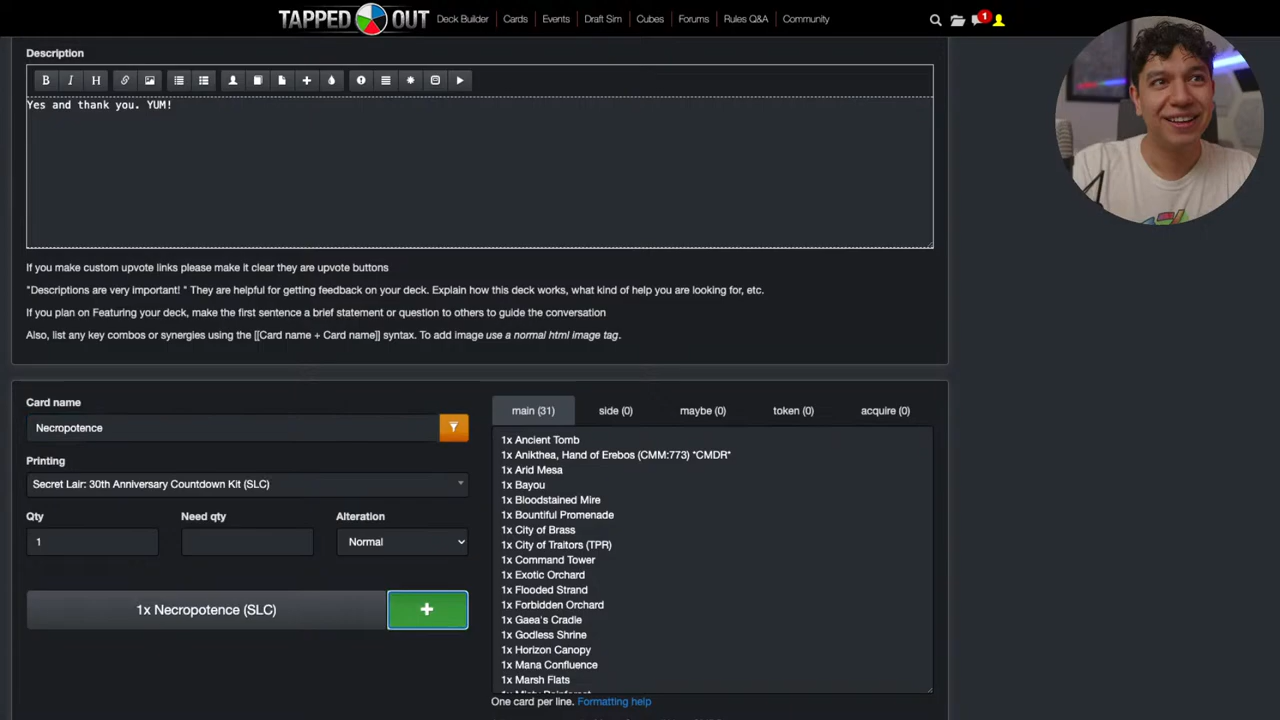 TAPPED OUT
Deck Builder
Cards
Events
Draft Sim
Cubes
Forums
Rules Q&A
Community
1
Description
B I H
Yes and thank you. YUM!
If you make custom upvote links please make it clear they are upvote buttons
"Descriptions are very important! " They are helpful for getting feedback on your deck. Explain how this deck works, what kind of help you are looking for, etc.
If you plan on Featuring your deck, make the first sentence a brief statement or question to others to guide the conversation
Also, list any key combos or synergies using the [[Card name + Card name]] syntax. To add image use a normal html image tag.
Card name
Necropotence
Printing
Secret Lair: 30th Anniversary Countdown Kit (SLC)
Qty
Need qty
Alteration
1
Normal
1x Necropotence (SLC)
+
main (31)
side (0)
maybe (0)
token (0)
acquire (0)
1x Ancient Tomb
1x Anikthea, Hand of Erebos (CMM:773) *CMDR*
1x Arid Mesa
1x Bayou
1x Bloodstained Mire
1x Bountiful Promenade
1x City of Brass
1x City of Traitors (TPR)
1x Command Tower
1x Exotic Orchard
1x Flooded Strand
1x Forbidden Orchard
1x Gaea's Cradle
1x Godless Shrine
1x Horizon Canopy
1x Mana Confluence
1x Marsh Flats
1x Misty Rainforest
One card per line. Formatting help